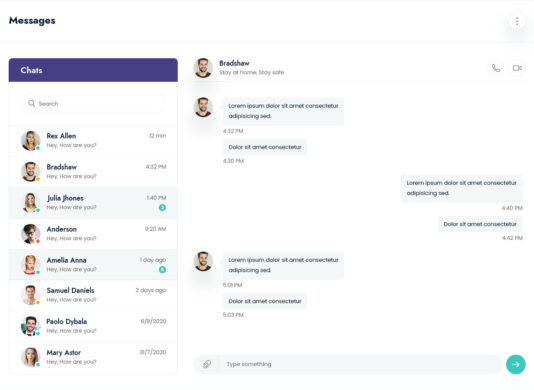 Messages
Chats
Search
Rex Allen
12 min
Hey, How are you?
Bradshaw
4:32 PM
Hey, How are you?
Julia Jhones
1:40 PM
Hey, How are you?
Anderson
9:20 AM
Hey, How are you?
Amelia Anna
1 day ago
Hey, How are you?
Samuel Daniels
2 days ago
Hey, How are you?
Paolo Dybala
6/8/2020
Hey, How are you?
Mary Astor
31/7/2020
Hey, How are you?
Bradshaw
Stay at home, Stay safe
Lorem ipsum dolor sit amet consectetur
adipisicing sed.
4:32 PM
Dolor sit amet consectetur
4:30 PM
Lorem ipsum dolor sit amet consectetur
adipisicing sed.
4:40 PM
Dolor sit amet consectetur
4:42 PM
Lorem ipsum dolor sit amet consectetur
adipisicing sed.
5:01 PM
Dolor sit amet consectetur
5:03 PM
Type something